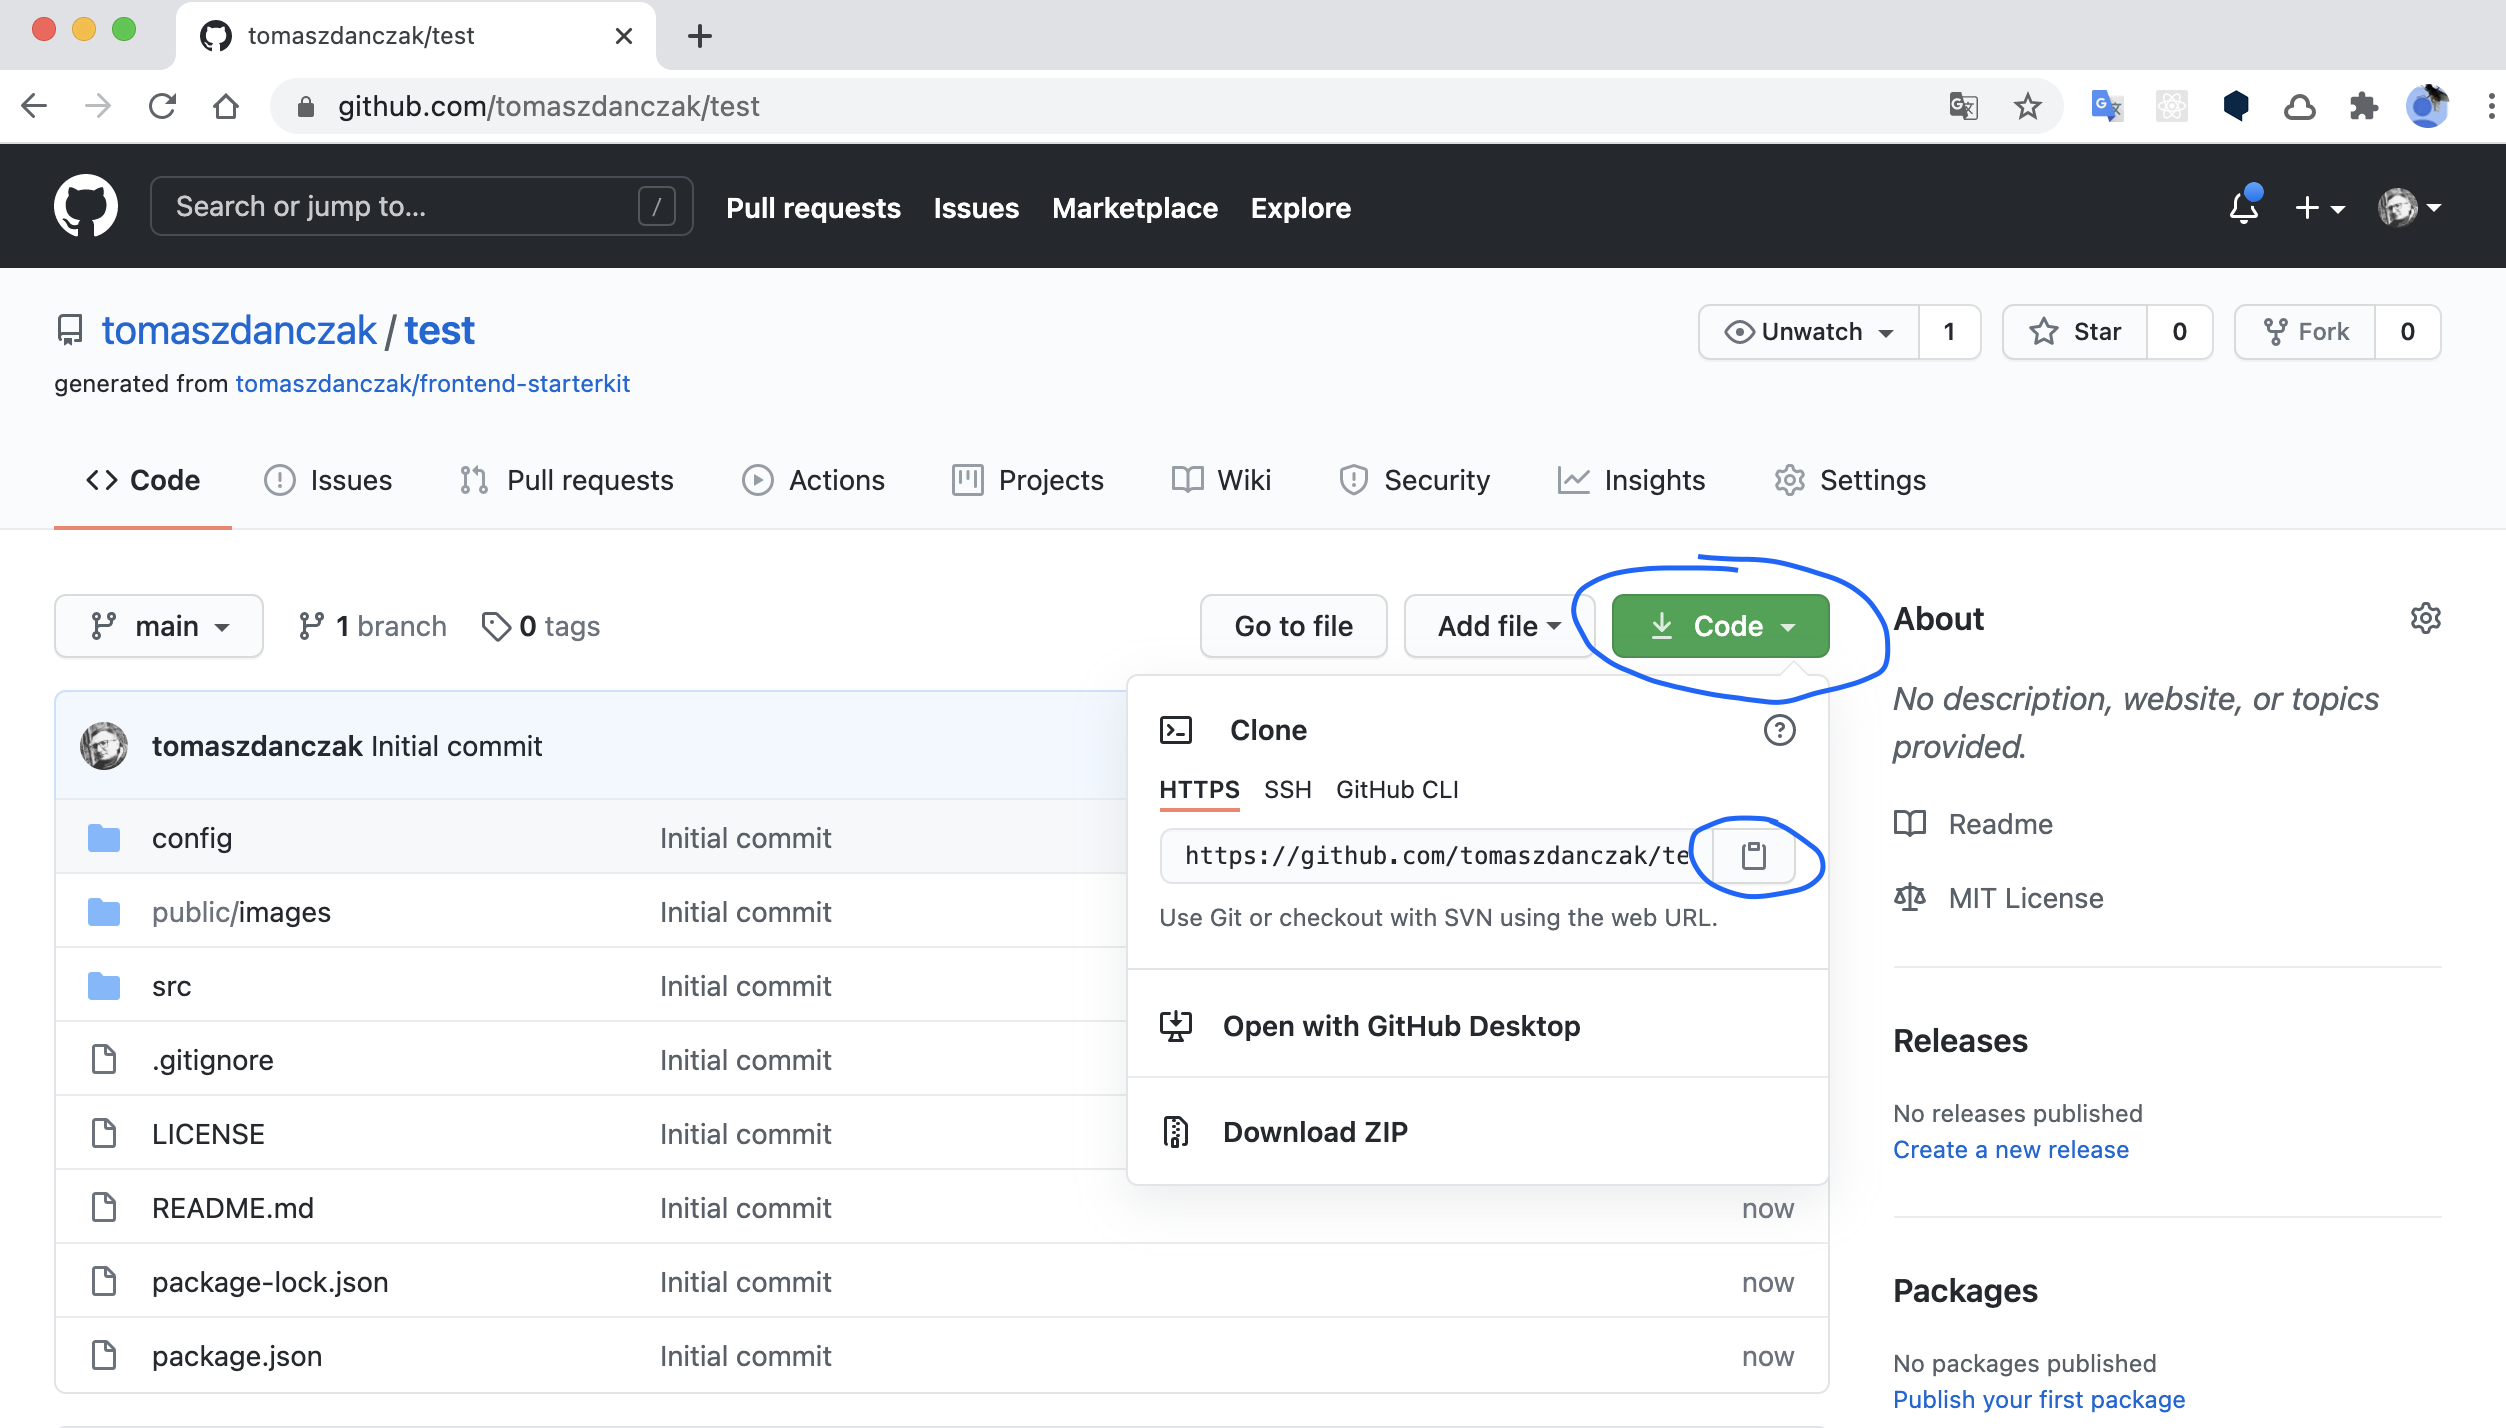 tomaszdanczak/test
github.com/tomaszdanczak/test
Search or jump to... /
Pull requests Issues Marketplace Explore
tomaszdanczak / test
Unwatch 1 Star 0 Fork 0
generated from tomaszdanczak/frontend-starterkit
Code Issues Pull requests Actions Projects Wiki Security Insights Settings
main 1 branch 0 tags Go to file Add file Code
tomaszdanczak Initial commit
config Initial commit
public/images Initial commit
src Initial commit
.gitignore Initial commit
LICENSE Initial commit
README.md Initial commit now
package-lock.json Initial commit now
package.json Initial commit now
Clone
HTTPS SSH GitHub CLI
https://github.com/tomaszdanczak/te
Use Git or checkout with SVN using the web URL.
Open with GitHub Desktop
Download ZIP
About
No description, website, or topics
provided.
Readme
MIT License
Releases
No releases published
Create a new release
Packages
No packages published
Publish your first package